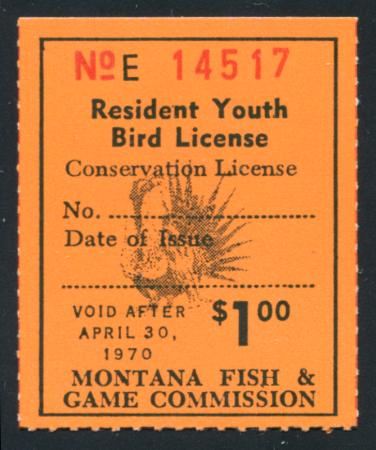 No E 14517
Resident Youth
Bird License
Conservation License
No. ..........................
Date of Issue
..........................
VOID AFTER
APRIL 30,
1970
$1.00
MONTANA FISH &
GAME COMMISSION